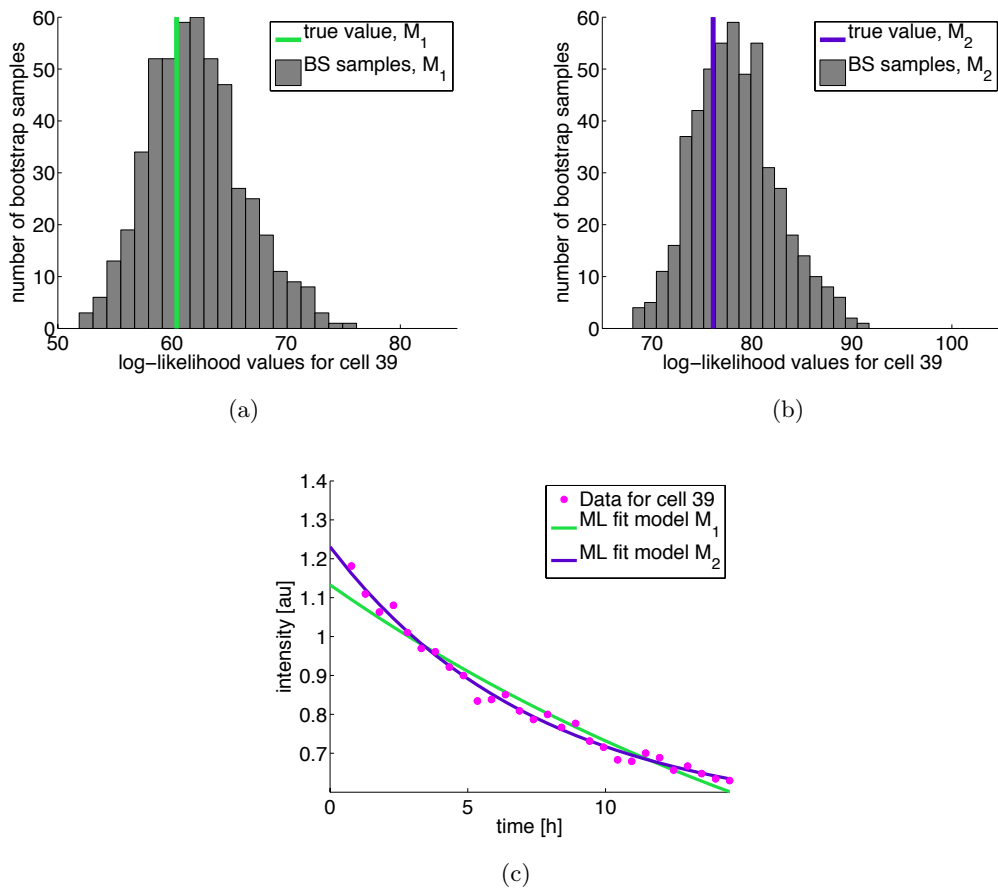 true value, M1
BS samples, M1
number of bootstrap samples
60
50
40
30
20
10
0
50 60 70 80
log−likelihood values for cell 39
(a)
true value, M2
BS samples, M2
number of bootstrap samples
60
50
40
30
20
10
0
70 80 90 100
log−likelihood values for cell 39
(b)
Data for cell 39
ML fit model M1
ML fit model M2
intensity [au]
1.4
1.3
1.2
1.1
1
0.9
0.8
0.7
0 5 10
time [h]
(c)